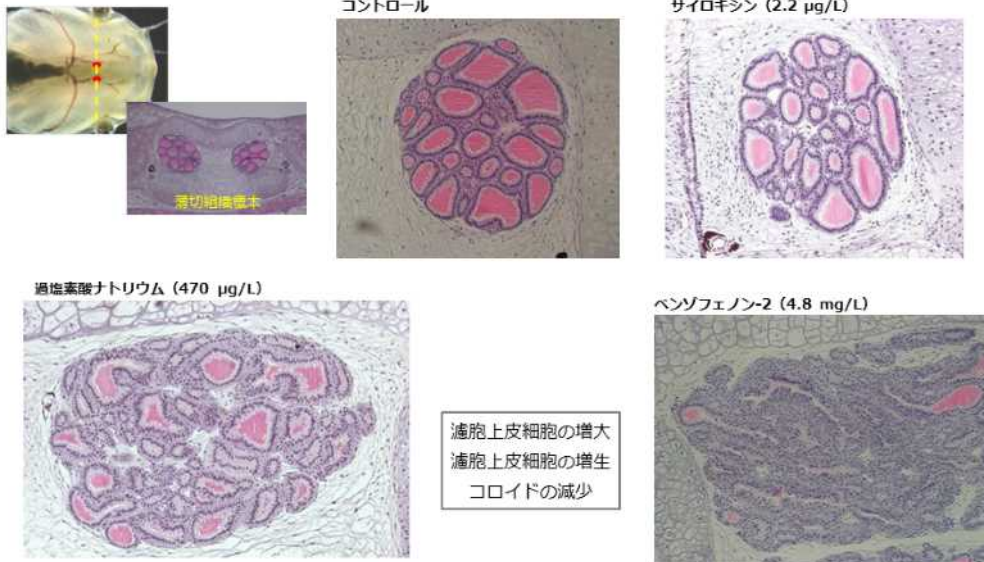 コントロール
サイロキシン（2.2 μg/L）
薄切組織標本
過塩素酸ナトリウム（470 μg/L）
ベンゾフェノン-2（4.8 mg/L）
濾胞上皮細胞の増大
濾胞上皮細胞の増生
コロイドの減少